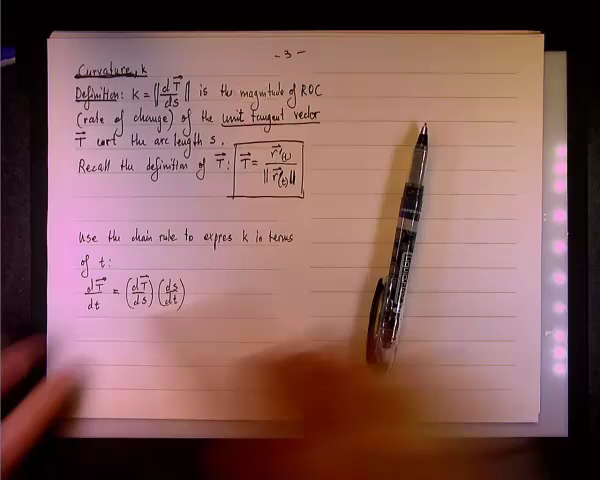 - 3 -
Curvature, k
Definition: k = ||dT⃗/ds|| is the magnitude of ROC
(rate of change) of the unit tangent vector
T⃗ wrt the arc length s.
Recall the definition of T⃗: T⃗ = r⃗'(t) / ||r⃗'(t)||
Use the chain rule to expres k in terms
of t:
dT⃗/dt = (dT⃗/ds) (ds/dt)